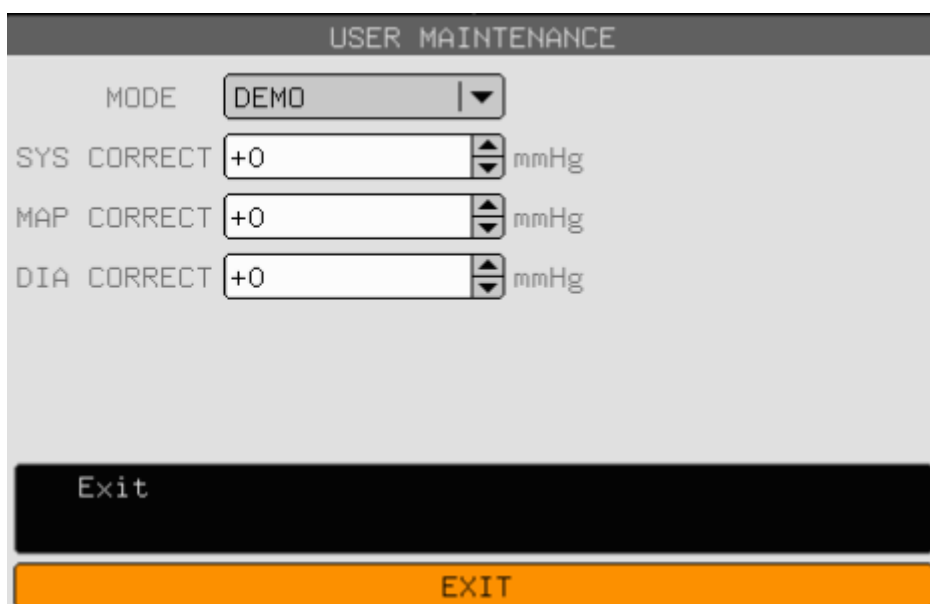 USER MAINTENANCE
MODE DEMO
SYS CORRECT +0 mmHg
MAP CORRECT +0 mmHg
DIA CORRECT +0 mmHg
Exit
EXIT